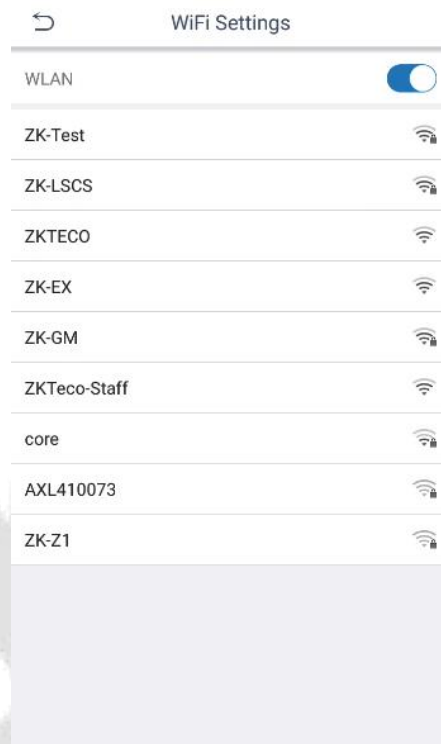 WiFi Settings
WLAN
ZK-Test
ZK-LSCS
ZKTECO
ZK-EX
ZK-GM
ZKTeco-Staff
core
AXL410073
ZK-Z1